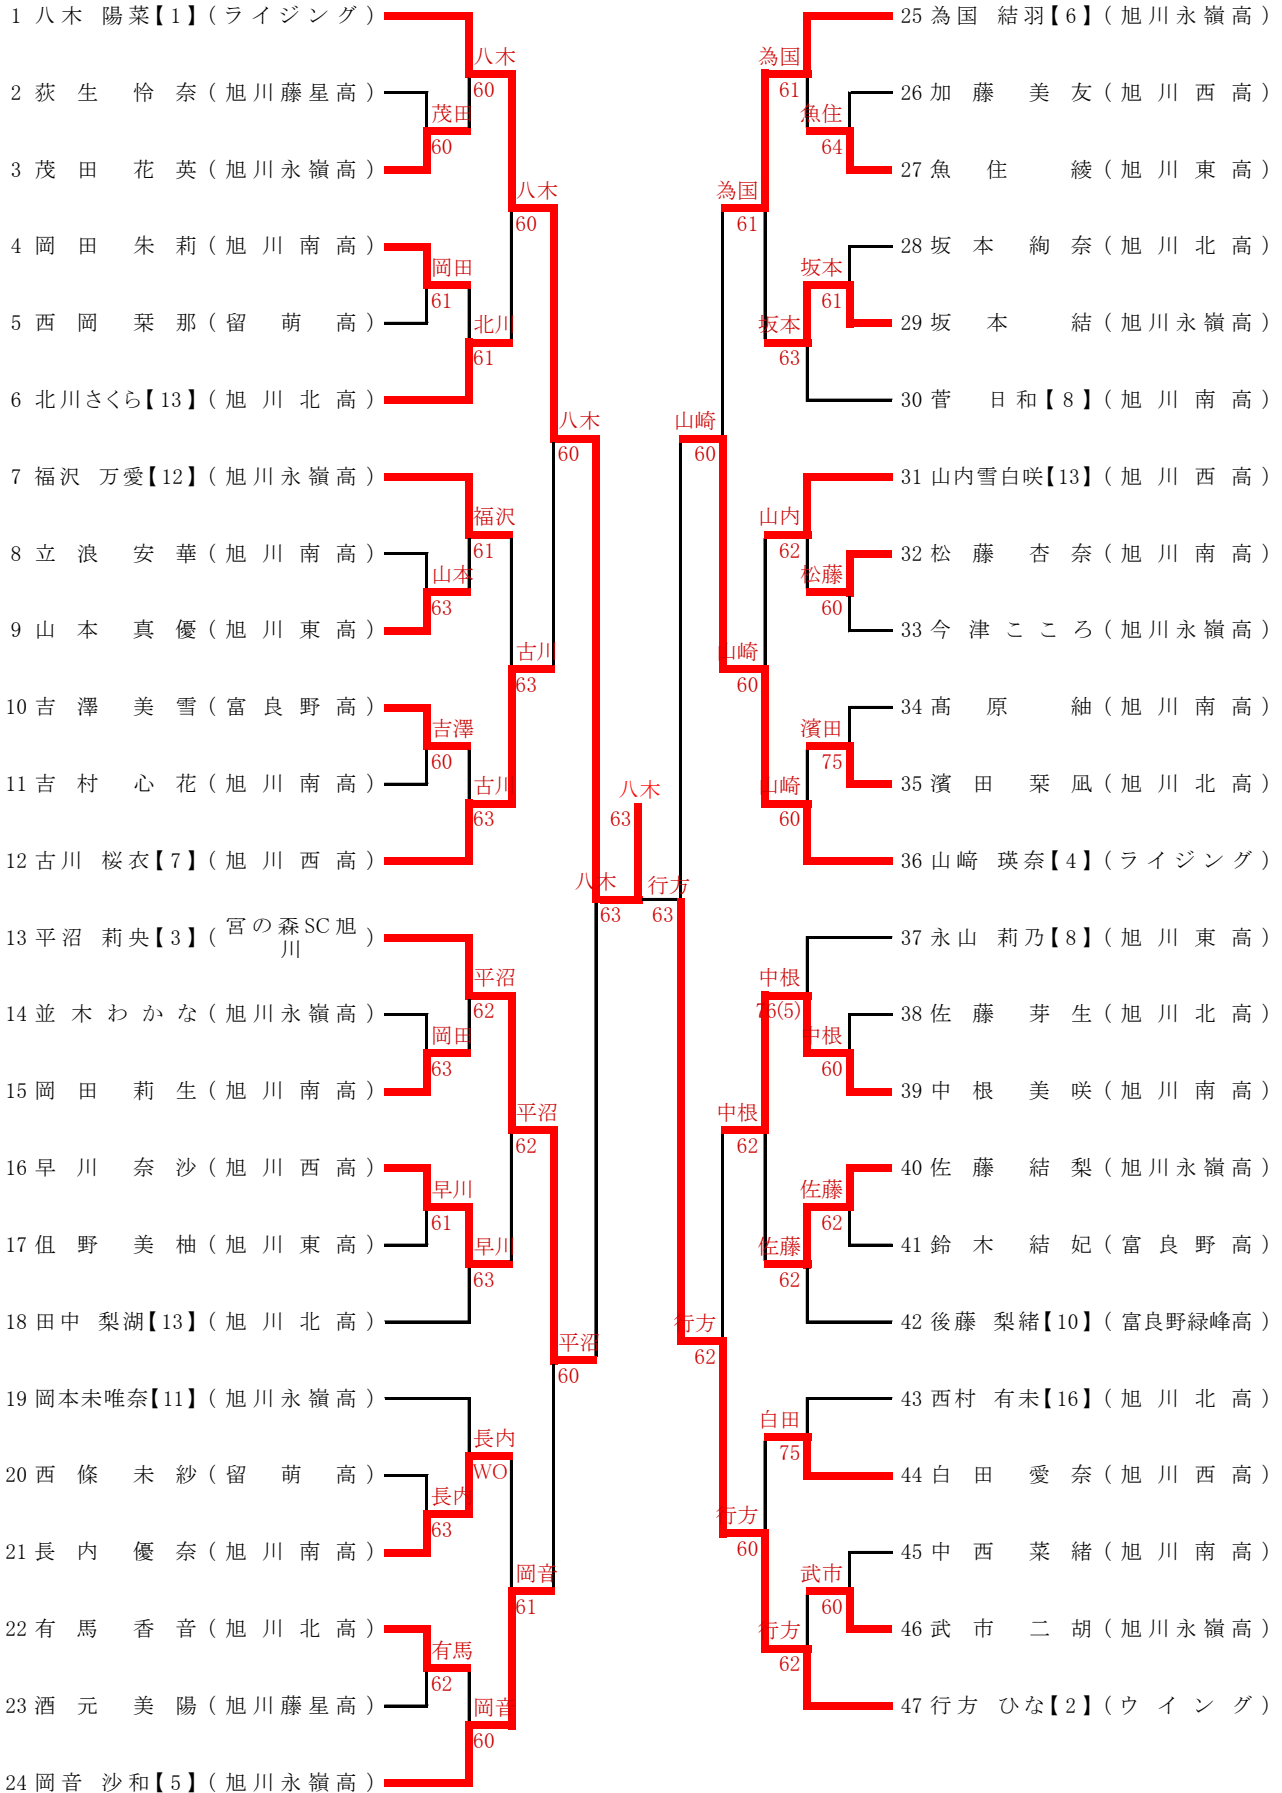 1 八木 陽菜【1】(ライジング)
八木
60
2 荻生 怜奈(旭川藤星高)
茂田
60
3 茂田 花英(旭川永嶺高)
八木
60
4 岡田 朱莉(旭川南高)
岡田
61
5 西岡 栞那(留萌高)
北川
61
6 北川さくら【13】(旭川北高)
八木
60
7 福沢 万愛【12】(旭川永嶺高)
福沢
61
8 立浪 安華(旭川南高)
山本
63
9 山本 真優(旭川東高)
古川
63
10 吉澤 美雪(富良野高)
吉澤
60
11 吉村 心花(旭川南高)
古川
63
12 古川 桜衣【7】(旭川西高)
八木
63
13 平沼 莉央【3】(宮の森SC旭川)
平沼
62
14 並木わかな(旭川永嶺高)
岡田
63
15 岡田 莉生(旭川南高)
平沼
62
16 早川 奈沙(旭川西高)
早川
61
17 伹野 美柚(旭川東高)
早川
63
18 田中 梨湖【13】(旭川北高)
平沼
60
19 岡本未唯奈【11】(旭川永嶺高)
長内
WO
20 西條 未紗(留萌高)
長内
63
21 長内 優奈(旭川南高)
岡音
61
22 有馬 香音(旭川北高)
有馬
62
23 酒元 美陽(旭川藤星高)
岡音
60
24 岡音 沙和【5】(旭川永嶺高)
八木
63
25 為国 結羽【6】(旭川永嶺高)
為国
61
26 加藤 美友(旭川西高)
魚住
64
27 魚住 綾(旭川東高)
為国
61
28 坂本 絢奈(旭川北高)
坂本
61
29 坂本 結(旭川永嶺高)
坂本
63
30 菅 日和【8】(旭川南高)
山崎
60
31 山内雪白咲【13】(旭川西高)
山内
62
32 松藤 杏奈(旭川南高)
松藤
60
33 今津こころ(旭川永嶺高)
山崎
60
34 髙原 紬(旭川南高)
濱田
75
35 濱田 栞凪(旭川北高)
山崎
60
36 山﨑 瑛奈【4】(ライジング)
行方
63
37 永山 莉乃【8】(旭川東高)
中根
76(5)
38 佐藤 芽生(旭川北高)
中根
60
39 中根 美咲(旭川南高)
中根
62
40 佐藤 結梨(旭川永嶺高)
佐藤
62
41 鈴木 結妃(富良野高)
佐藤
62
42 後藤 梨緒【10】(富良野緑峰高)
行方
62
43 西村 有未【16】(旭川北高)
白田
75
44 白田 愛奈(旭川西高)
行方
60
45 中西 菜緒(旭川南高)
武市
60
46 武市 二胡(旭川永嶺高)
行方
62
47 行方 ひな【2】(ウイング)